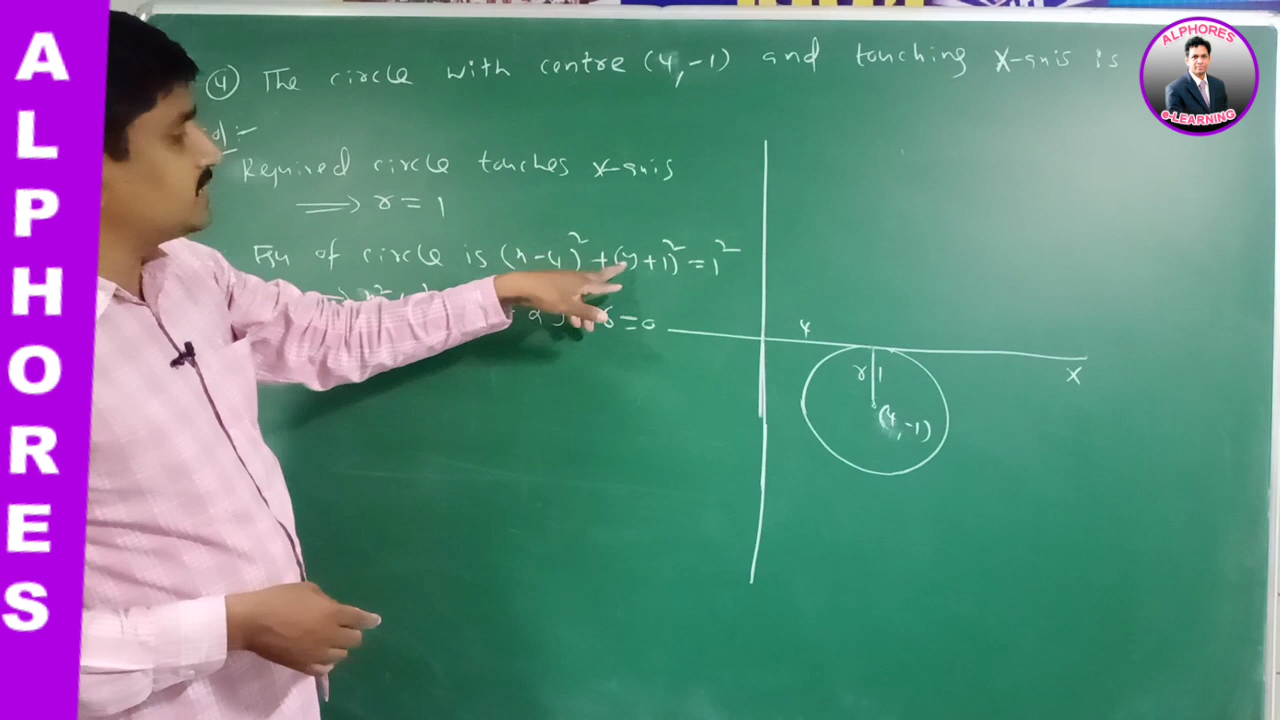 ALPHORES
ALPHORES
e-LEARNING
④ The circle with centre (4,-1) and touching X-axis is
Required circle touches X-axis
⟹ r = 1
Equ of circle is (x-4)² + (y+1)² = 1²
= 0
4
X
r 1
(4,-1)